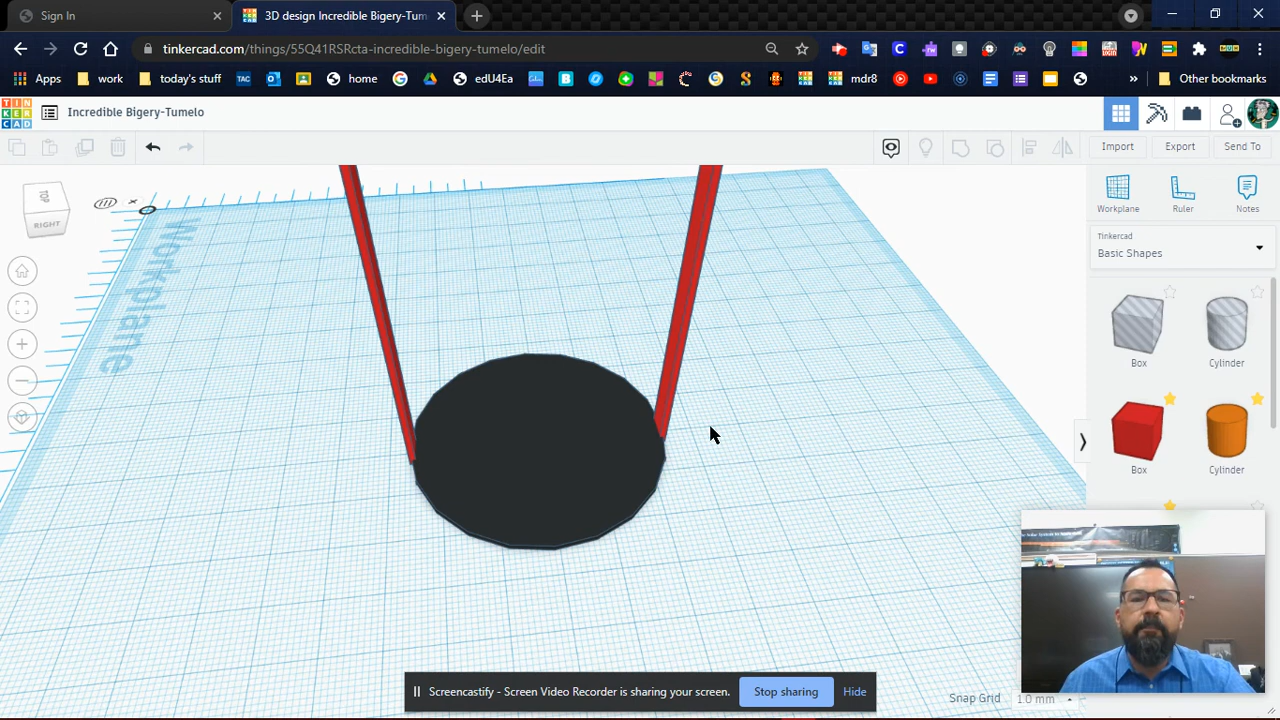 Sign In
3D design Incredible Bigery-Tum
tinkercad.com/things/55Q41RSRcta-incredible-bigery-tumelo/edit
Apps work today's stuff TAC home edU4Ea mdr8 » Other bookmarks
TINKERCAD Incredible Bigery-Tumelo
Import Export Send To
TOP
RIGHT
Workplane
Workplane Ruler Notes
Tinkercad
Basic Shapes
Box Cylinder
Box Cylinder
Screencastify - Screen Video Recorder is sharing your screen. Stop sharing Hide
Snap Grid 1.0 mm